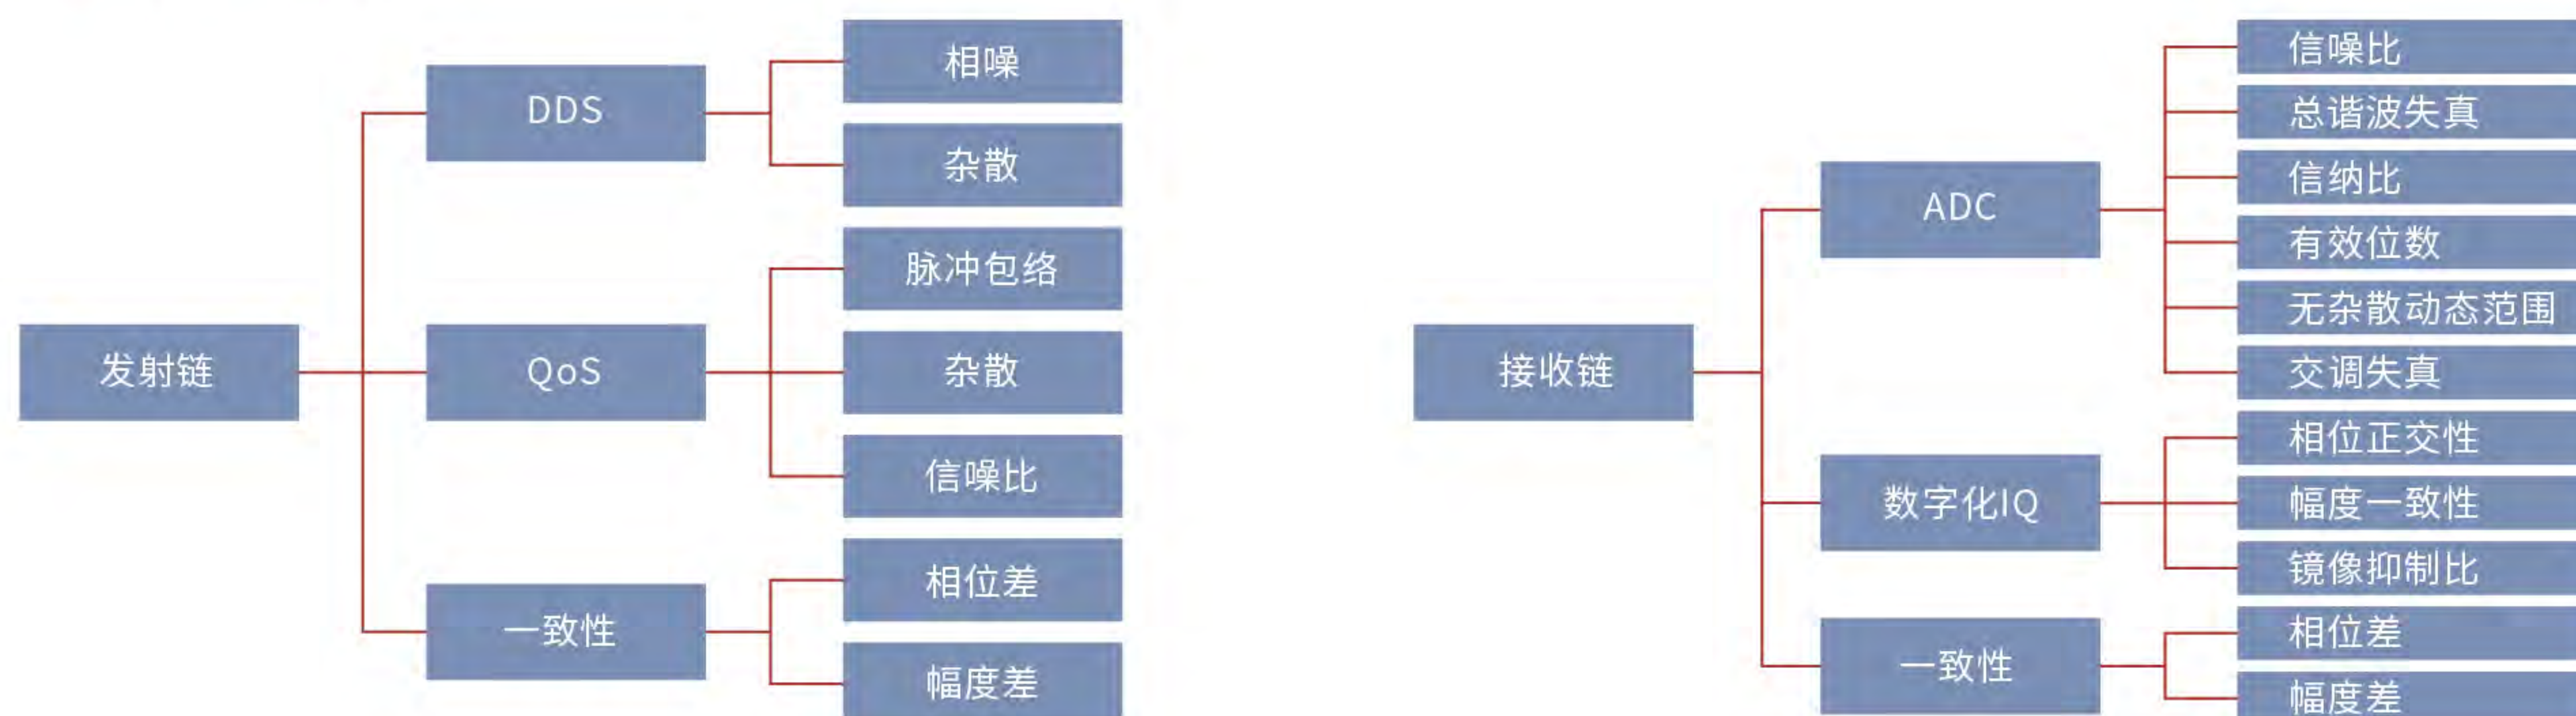 发射链
DDS
相噪
杂散
QoS
脉冲包络
杂散
信噪比
一致性
相位差
幅度差
接收链
ADC
信噪比
总谐波失真
信纳比
有效位数
无杂散动态范围
交调失真
数字化IQ
相位正交性
幅度一致性
镜像抑制比
一致性
相位差
幅度差